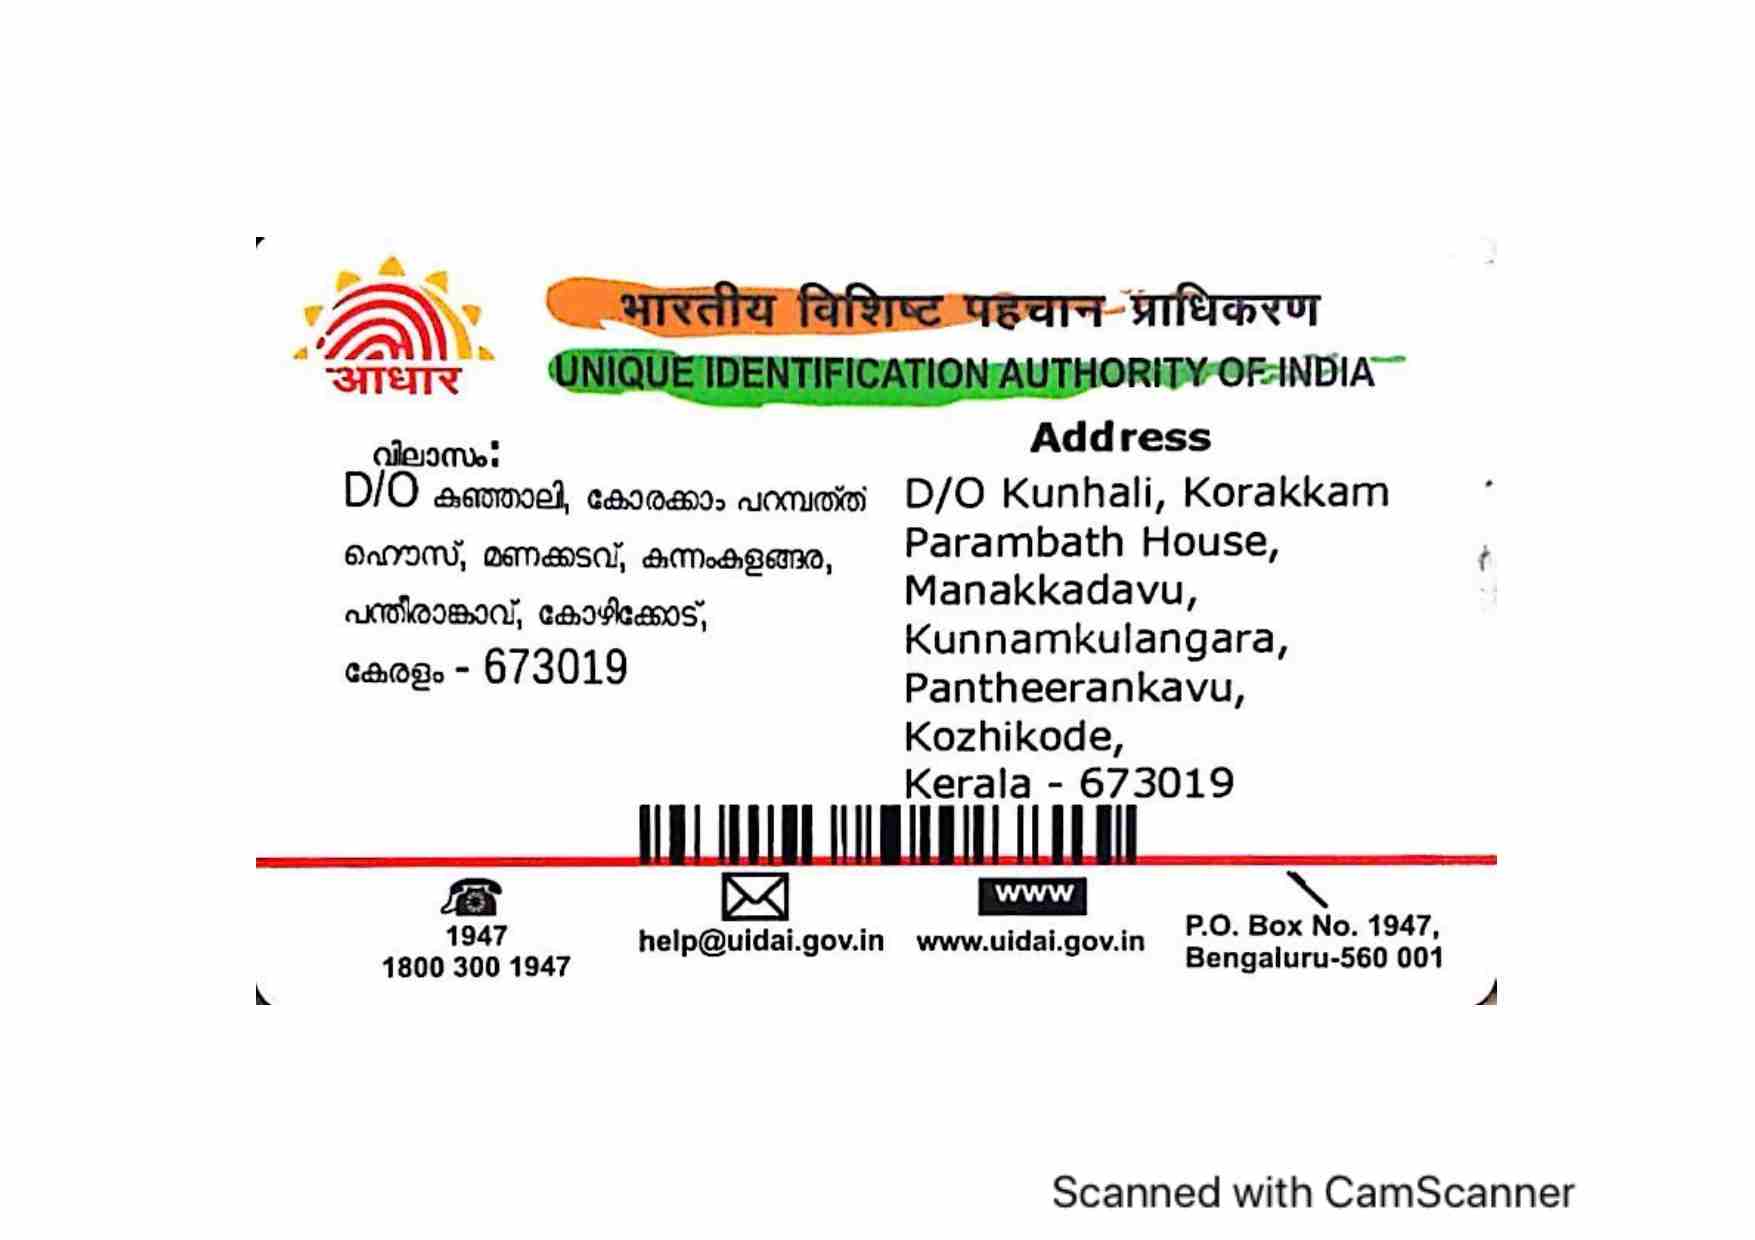 आधार
भारतीय विशिष्ट पहचान प्राधिकरण
UNIQUE IDENTIFICATION AUTHORITY OF INDIA
വിലാസം:
D/O കുഞ്ഞാലി, കോരക്കാം പറമ്പത്ത്
ഹൌസ്, മണക്കടവ്, കുന്നംകുളങ്ങര,
പന്തീരാങ്കാവ്, കോഴിക്കോട്,
കേരളം - 673019
Address
D/O Kunhali, Korakkam
Parambath House,
Manakkadavu,
Kunnamkulangara,
Pantheerankavu,
Kozhikode,
Kerala - 673019
1947
1800 300 1947
help@uidai.gov.in
WWW
www.uidai.gov.in
P.O. Box No. 1947,
Bengaluru-560 001
Scanned with CamScanner